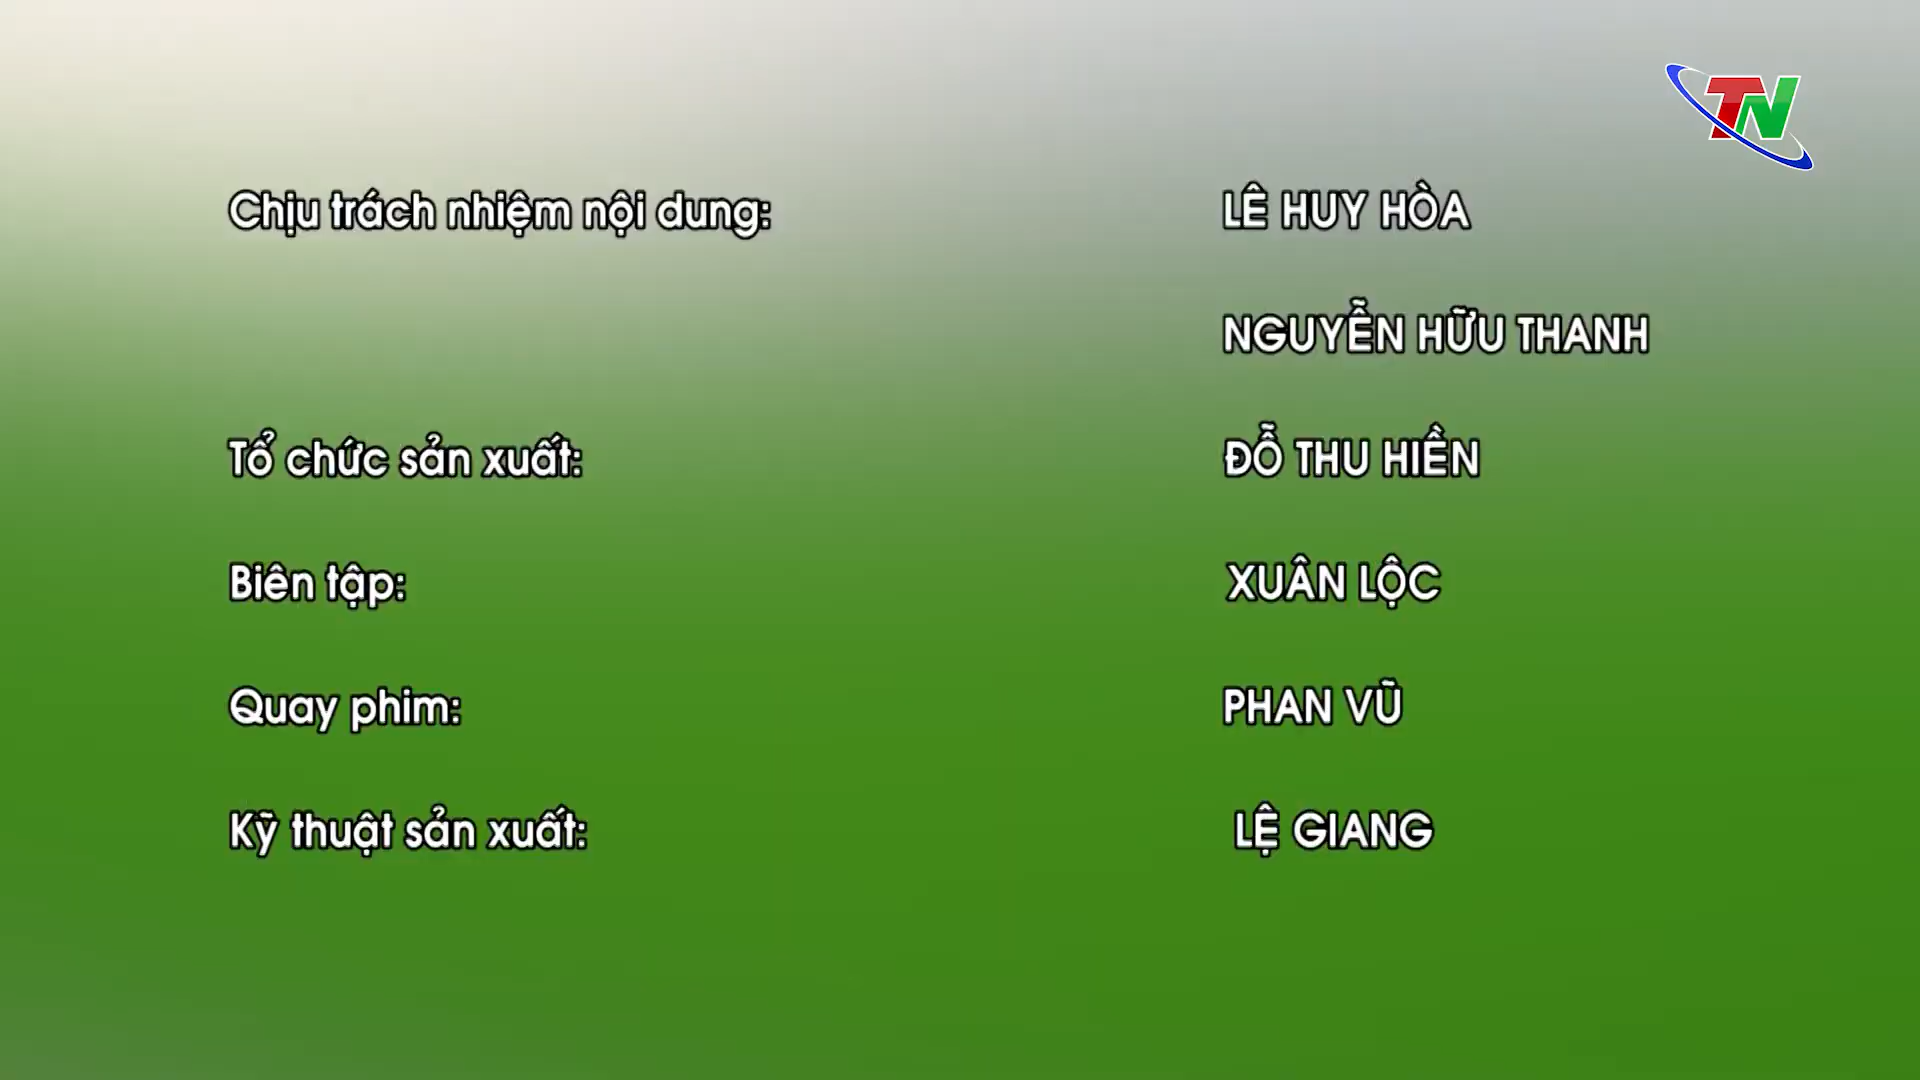 TN
Chịu trách nhiệm nội dung: LÊ HUY HÒA
NGUYỄN HỮU THANH
Tổ chức sản xuất: ĐỖ THU HIỀN
Biên tập: XUÂN LỘC
Quay phim: PHAN VŨ
Kỹ thuật sản xuất: LỆ GIANG